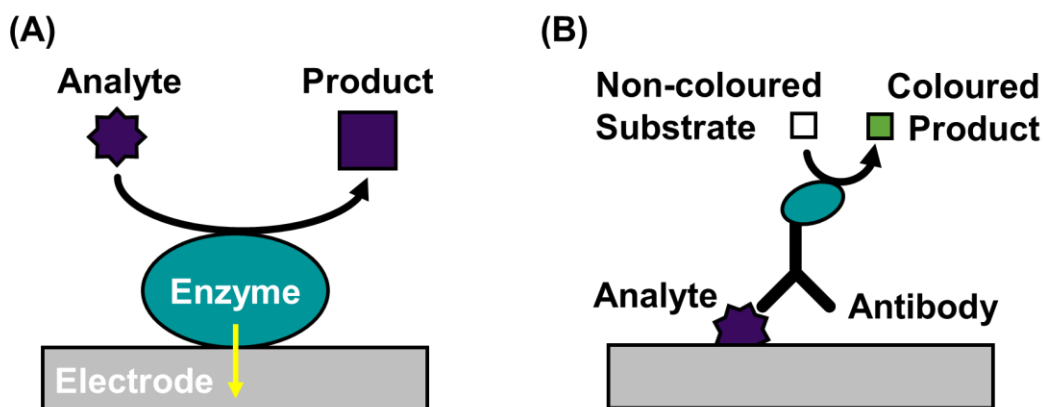 (A)
Analyte
Product
Enzyme
Electrode
(B)
Non-coloured
Substrate
Coloured
Product
Analyte
Antibody